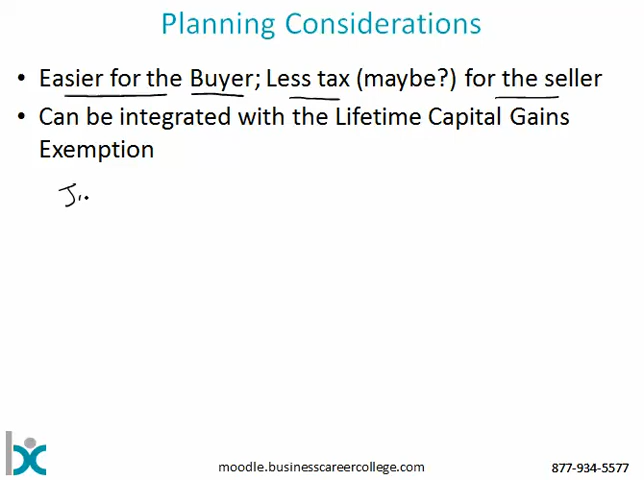 Planning Considerations
• Easier for the Buyer; Less tax (maybe?) for the seller
• Can be integrated with the Lifetime Capital Gains
Exemption
moodle.businesscareercollege.com
877-934-5577